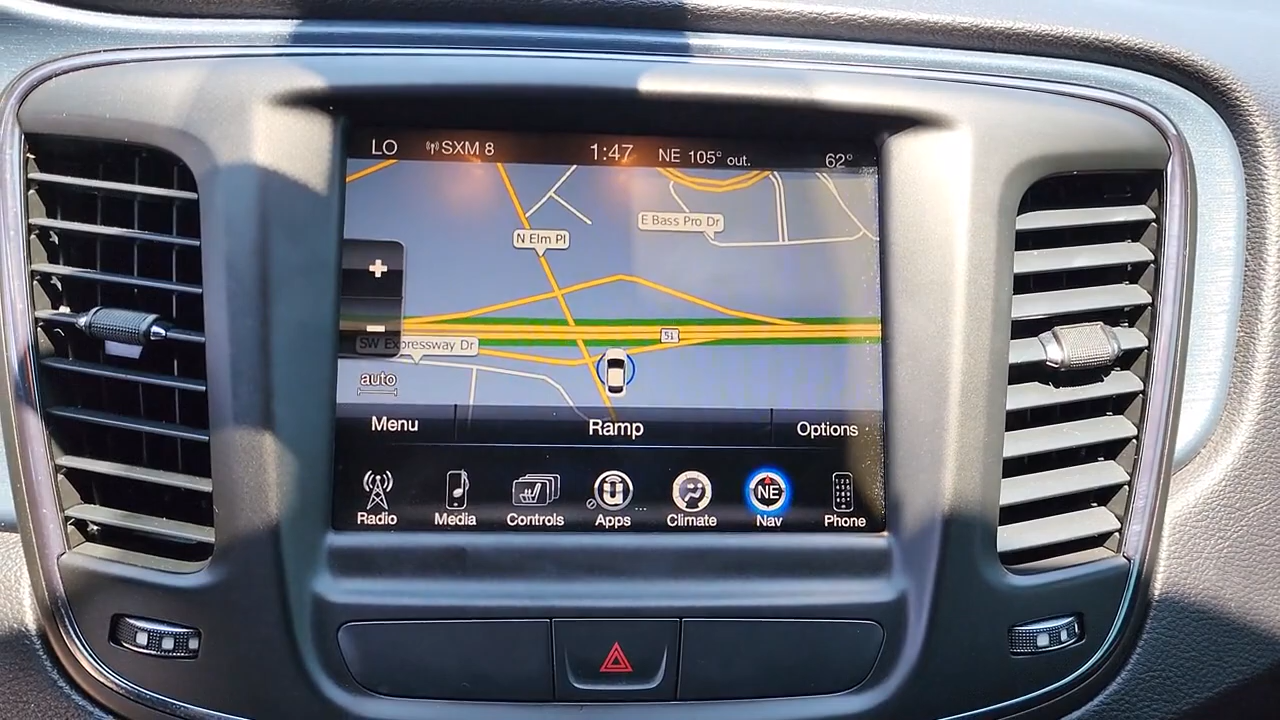 LO SXM 8 1:47 NE 105° out. 62°
E Bass Pro Dr
N Elm Pl
+
51
−
SW Expressway Dr
auto
Menu Ramp Options
NE
Radio Media Controls Apps Climate Nav Phone